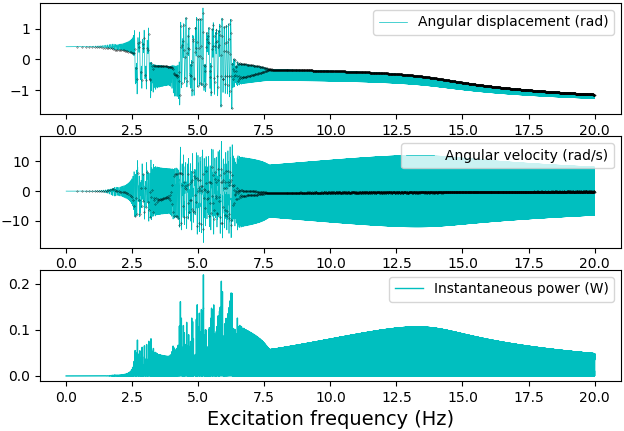 Angular displacement (rad)
1
0
−1
0.0 2.5 5.0 7.5 10.0 12.5 15.0 17.5 20.0
Angular velocity (rad/s)
10
0
−10
0.0 2.5 5.0 7.5 10.0 12.5 15.0 17.5 20.0
Instantaneous power (W)
0.2
0.1
0.0
0.0 2.5 5.0 7.5 10.0 12.5 15.0 17.5 20.0
Excitation frequency (Hz)